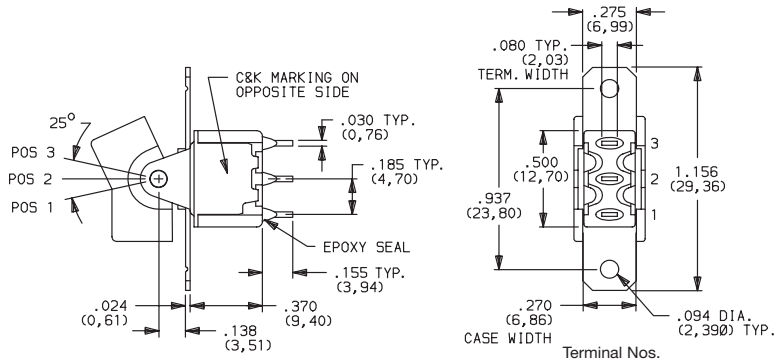 C&K MARKING ON
OPPOSITE SIDE
25°
POS 3
POS 2
POS 1
.030 TYP.
(0,76)
.185 TYP.
(4,70)
EPOXY SEAL
.155 TYP.
(3,94)
.024
(0,61)
.370
(9,40)
.138
(3,51)
.275
(6,99)
.080 TYP.
(2,03)
TERM. WIDTH
3
2
1
.500
(12,70)
.937
(23,80)
1.156
(29,36)
.270
(6,86)
CASE WIDTH
.094 DIA.
(2,39Ø) TYP.
Terminal Nos.